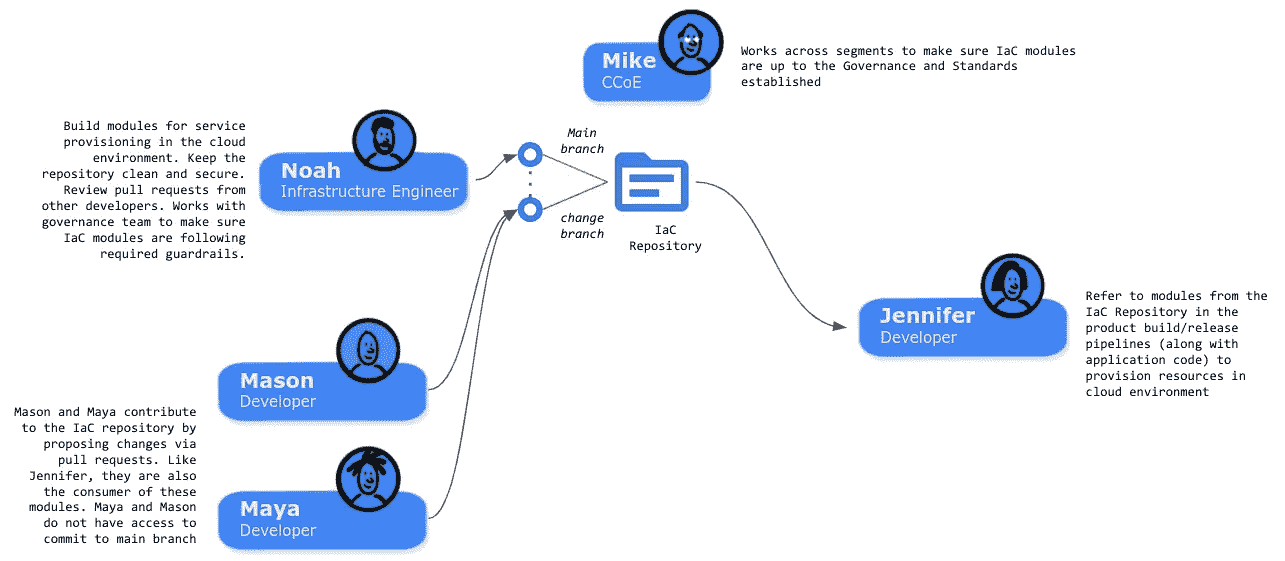 Mike
CCoE
Works across segments to make sure IaC modules
are up to the Governance and Standards
established
Build modules for service
provisioning in the cloud
environment. Keep the
repository clean and secure.
Review pull requests from
other developers. Works with
governance team to make sure
IaC modules are following
required guardrails.
Noah
Infrastructure Engineer
Main
branch
change
branch
IaC
Repository
Jennifer
Developer
Refer to modules from the
IaC Repository in the
product build/release
pipelines (along with
application code) to
provision resources in
cloud environment
Mason
Developer
Mason and Maya contribute
to the IaC repository by
proposing changes via
pull requests. Like
Jennifer, they are also
the consumer of these
modules. Maya and Mason
do not have access to
commit to main branch
Maya
Developer